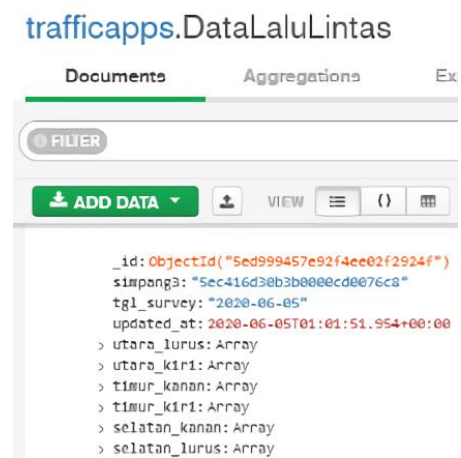 trafficapps.DataLaluLintas
Documents Aggregations Ex
FILTER
ADD DATA VIEW
_id: ObjectId("5ed999457e92f4ee02f2924f")
simpang3: "5ec416d30b3b0000cd0076c8"
tgl_survey: "2020-06-05"
updated_at: 2020-06-05T01:01:51.954+00:00
> utara_lurus: Array
> utara_kiri: Array
> timur_kanan: Array
> timur_kiri: Array
> selatan_kanan: Array
> selatan_lurus: Array